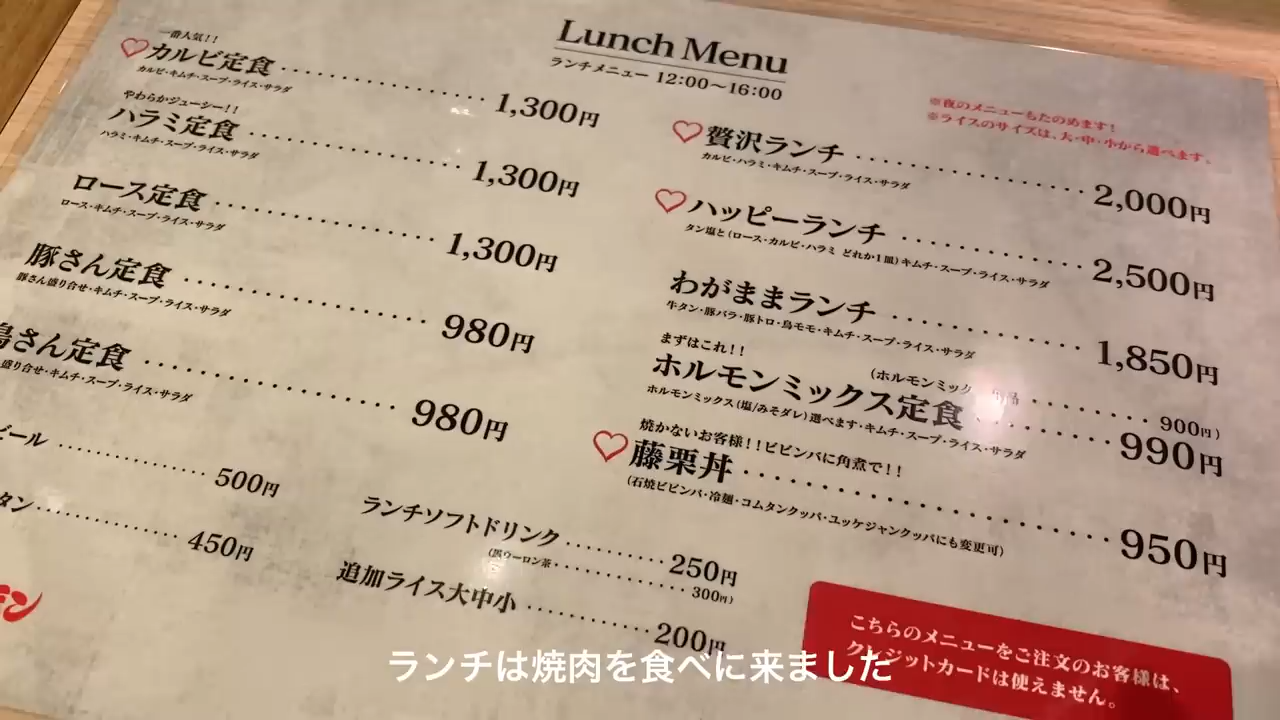 Lunch Menu
ランチメニュー 12:00〜16:00
一番人気!!
カルビ定食 1,300円
カルビ・キムチ・スープ・ライス・サラダ
やわらかジューシー!!
ハラミ定食 1,300円
ハラミ・キムチ・スープ・ライス・サラダ
ロース定食 1,300円
ロース・キムチ・スープ・ライス・サラダ
豚さん定食 980円
豚さん盛り合せ・キムチ・スープ・ライス・サラダ
鳥さん定食 980円
盛り合せ・キムチ・スープ・ライス・サラダ
ビール 500円
タン 450円
※夜のメニューもたのめます!
※ライスのサイズは、大・中・小から選べます。
贅沢ランチ 2,000円
カルビ・ハラミ・キムチ・スープ・ライス・サラダ
ハッピーランチ 2,500円
タン塩と(ロース・カルビ・ハラミ どれか1皿)キムチ・スープ・ライス・サラダ
わがままランチ 1,850円
牛タン・豚バラ・豚トロ・鳥モモ・キムチ・スープ・ライス・サラダ
まずはこれ!!
(ホルモンミック 900円)
ホルモンミックス定食 990円
ホルモンミックス(塩/みそダレ)選べます・キムチ・スープ・ライス・サラダ
焼かないお客様!!ビビンバに角煮で!!
藤栗丼 950円
(石焼ビビンバ・冷麺・コムタンクッパ・ユッケジャンクッパにも変更可)
ランチソフトドリンク 250円
(黒ウーロン茶 300円)
追加ライス大中小 200円
こちらのメニューをご注文のお客様は、
クレジットカードは使えません。
ランチは焼肉を食べに来ました